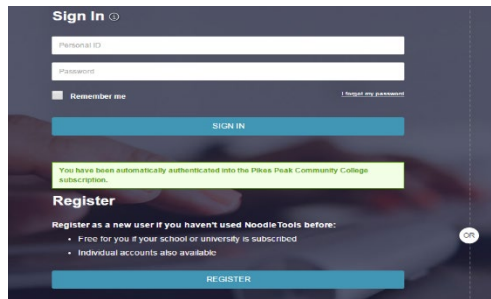 Sign In
Personal ID
Password
Remember me
I forgot my password
SIGN IN
You have been automatically authenticated into the Pikes Peak Community College
subscription.
Register
Register as a new user if you haven't used NoodleTools before:
• Free for you if your school or university is subscribed
• Individual accounts also available
OR
REGISTER